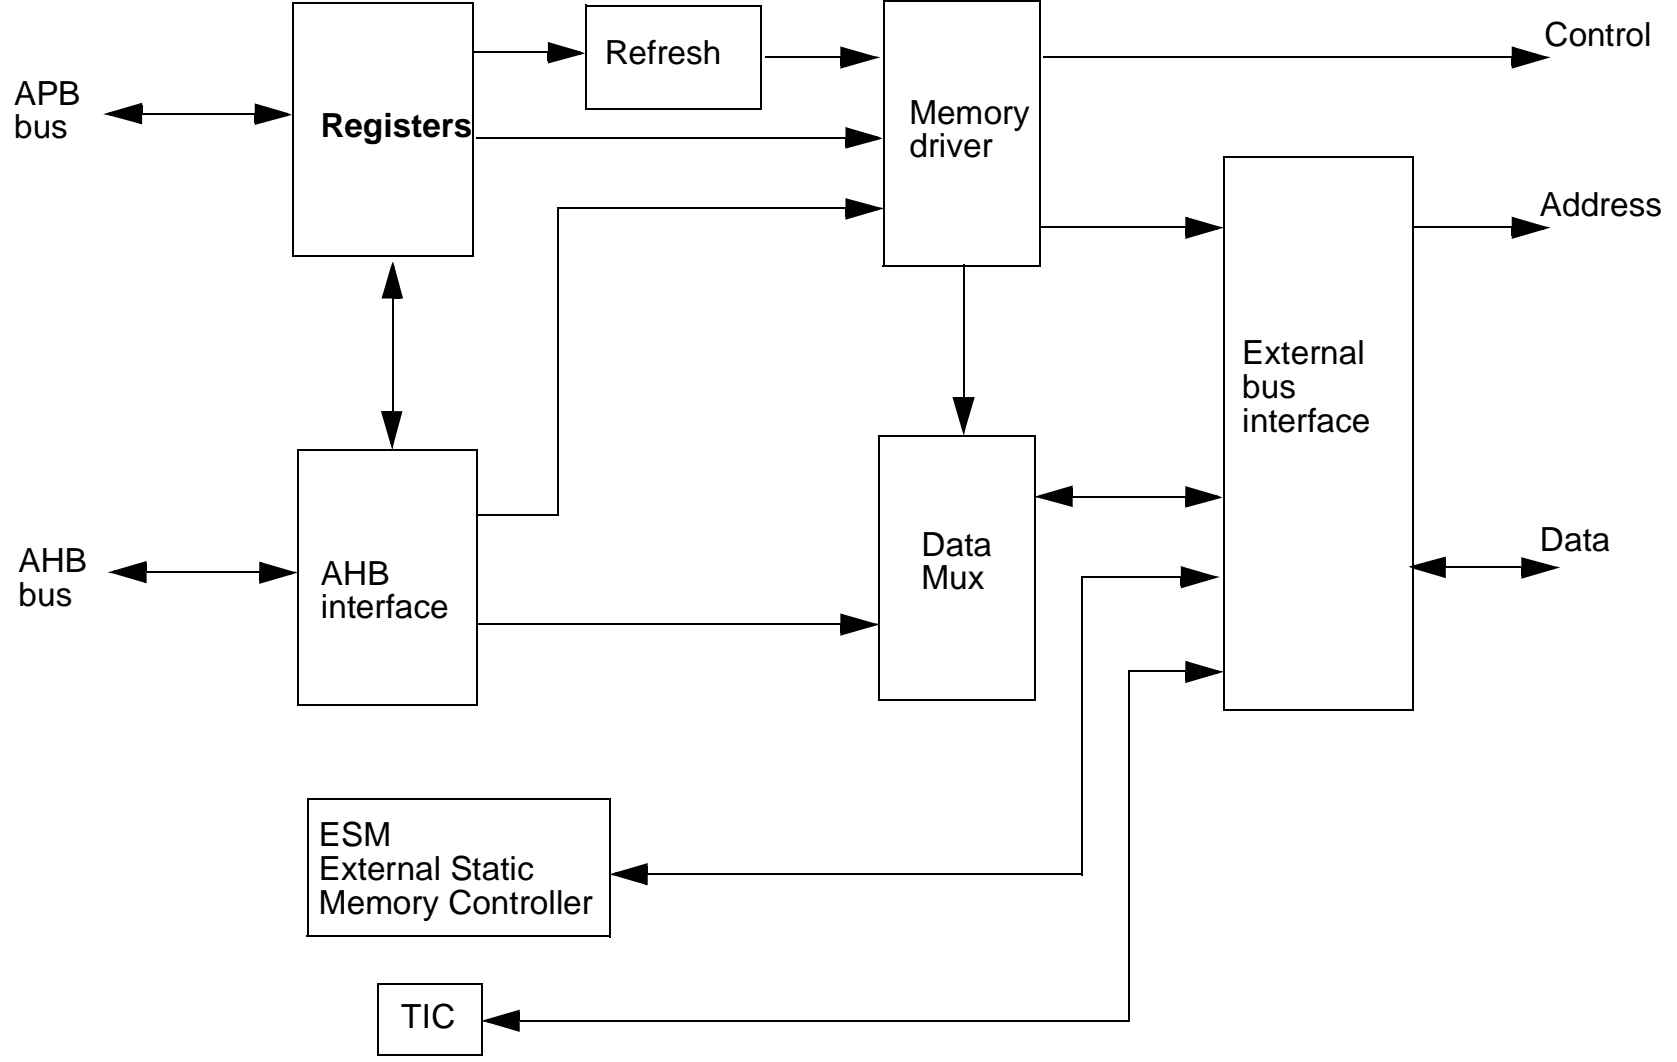 Control
Refresh
APB
bus
Registers
Memory
driver
Address
External
bus
interface
AHB
bus
AHB
interface
Data
Mux
Data
ESM
External Static
Memory Controller
TIC